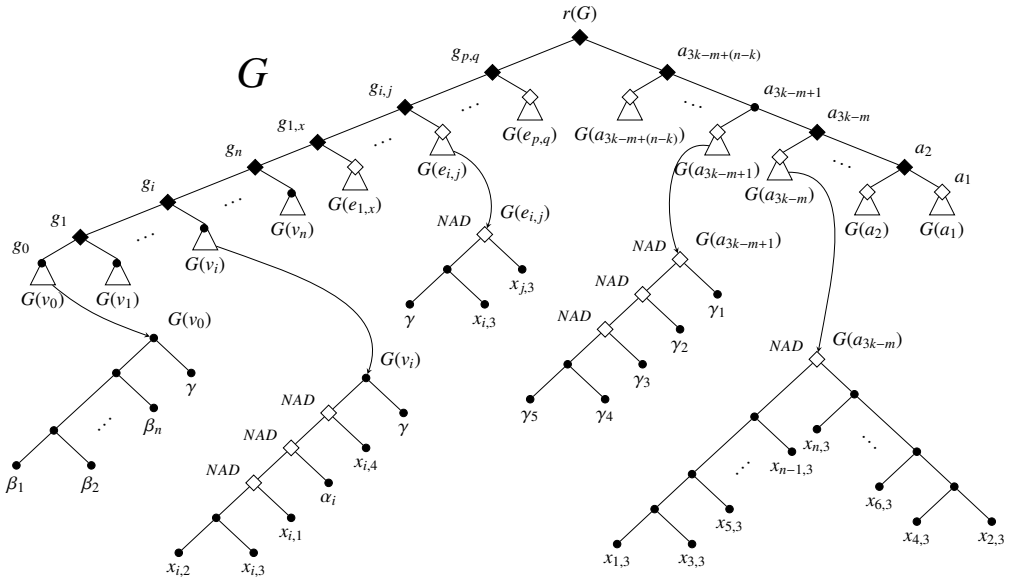 r(G)
G
g_{p,q}
a_{3k−m+(n−k)}
g_{i,j}
...
...
a_{3k−m+1}
g_{1,x}
...
G(e_{p,q})
G(a_{3k−m+(n−k)})
a_{3k−m}
g_n
G(e_{i,j})
G(a_{3k−m+1})
...
a_2
g_i
...
G(e_{1,x})
G(a_{3k−m})
a_1
g_1
G(v_n)
NAD
G(e_{i,j})
G(a_2)
G(a_1)
g_0
...
G(v_i)
NAD
G(a_{3k−m+1})
G(v_0)
G(v_1)
x_{j,3}
NAD
γ_1
G(v_0)
γ
x_{i,3}
NAD
γ_2
G(v_i)
γ_3
NAD
G(a_{3k−m})
γ
γ_5
γ_4
NAD
β_n
γ
...
NAD
x_{i,4}
x_{n,3}
...
β_1
β_2
NAD
α_i
...
x_{n−1,3}
x_{6,3}
x_{i,1}
x_{5,3}
x_{4,3}
x_{2,3}
x_{i,2}
x_{i,3}
x_{1,3}
x_{3,3}